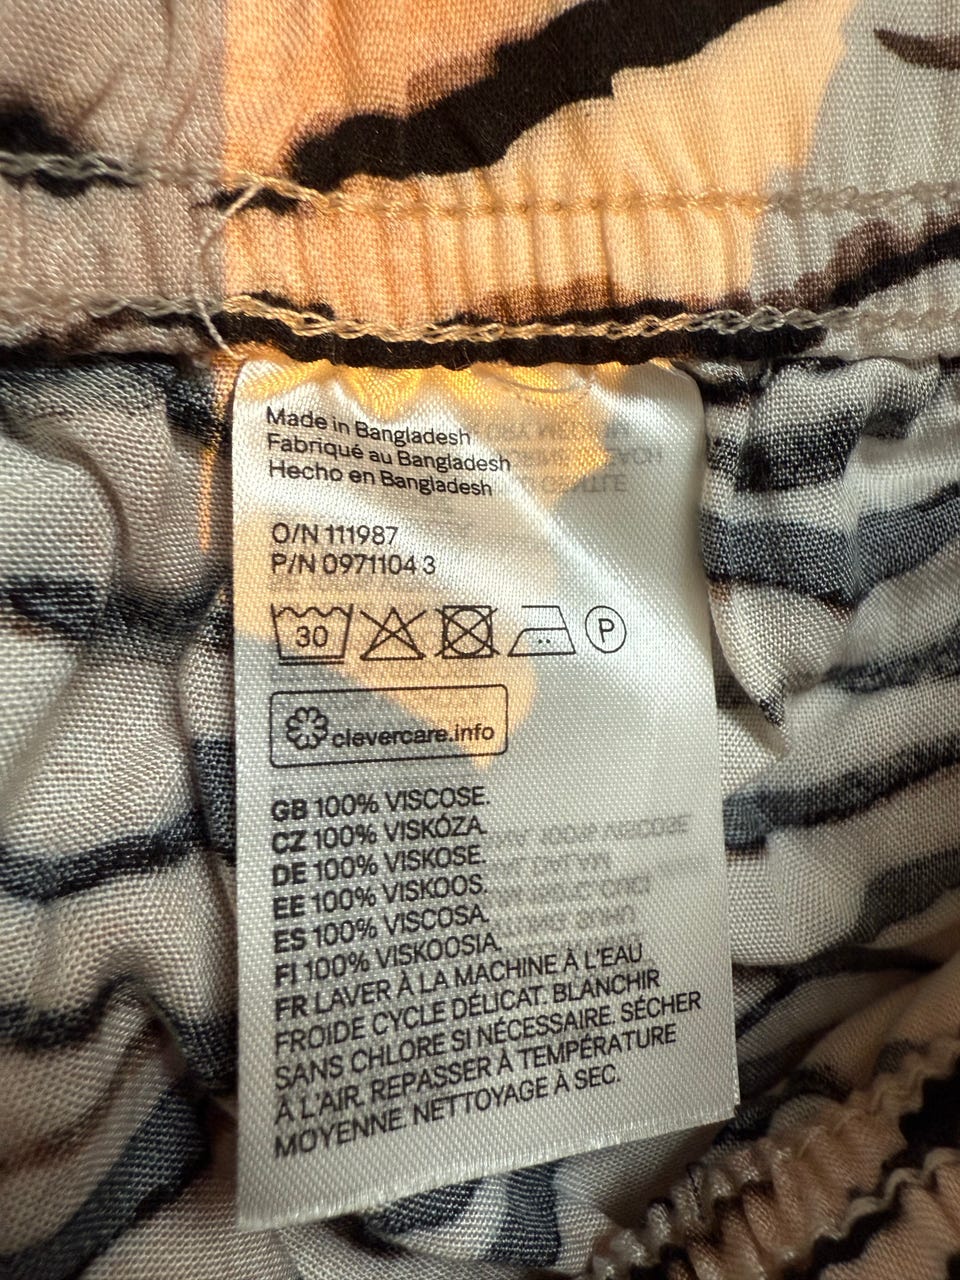 Made in Bangladesh
Fabriqué au Bangladesh
Hecho en Bangladesh
O/N 111987
P/N 0971104 3
30 P
clevercare.info
GB 100% VISCOSE.
CZ 100% VISKÓZA.
DE 100% VISKOSE.
EE 100% VISKOOS.
ES 100% VISCOSA.
FI 100% VISKOOSIA.
FR LAVER À LA MACHINE À L'EAU
FROIDE CYCLE DÉLICAT. BLANCHIR
SANS CHLORE SI NÉCESSAIRE. SÉCHER
À L'AIR. REPASSER À TEMPÉRATURE
MOYENNE. NETTOYAGE À SEC.